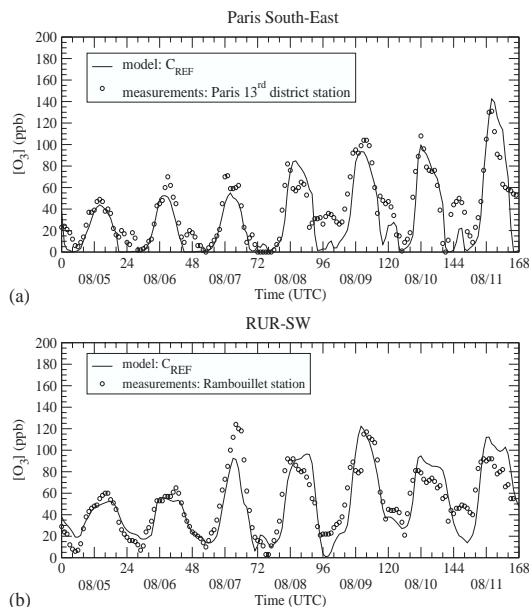 Paris South-East
200
180
160
140
120
100
80
60
40
20
0
[O3] (ppb)
model: CREF
measurements: Paris 13rd district station
0 24 48 72 96 120 144 168
08/05 08/06 08/07 08/08 08/09 08/10 08/11
Time (UTC)
(a)
RUR-SW
200
180
160
140
120
100
80
60
40
20
0
[O3] (ppb)
model: CREF
measurements: Rambouillet station
0 24 48 72 96 120 144 168
08/05 08/06 08/07 08/08 08/09 08/10 08/11
Time (UTC)
(b)